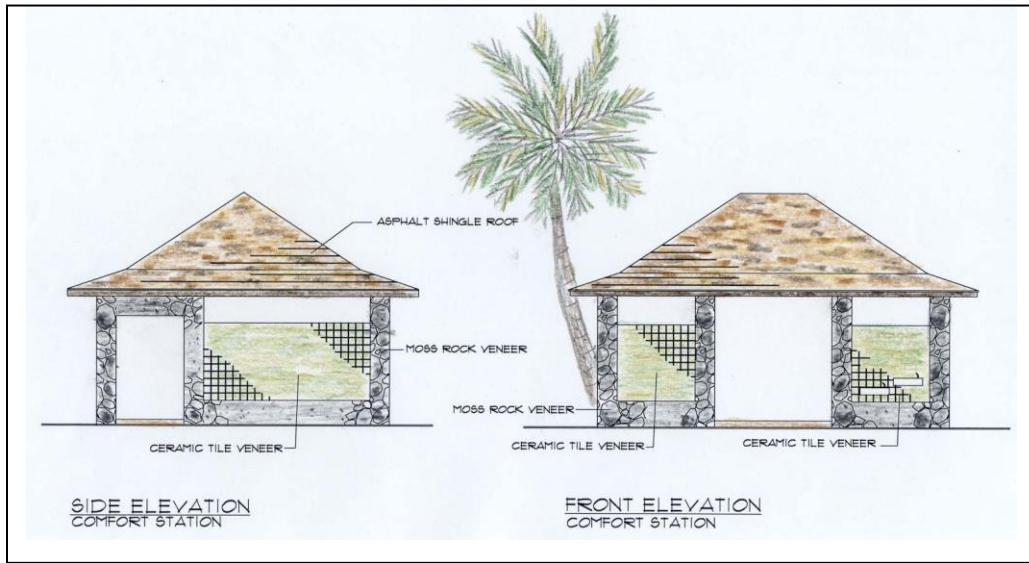 ASPHALT SHINGLE ROOF
MOSS ROCK VENEER
CERAMIC TILE VENEER
SIDE ELEVATION
COMFORT STATION
MOSS ROCK VENEER
CERAMIC TILE VENEER
CERAMIC TILE VENEER
FRONT ELEVATION
COMFORT STATION